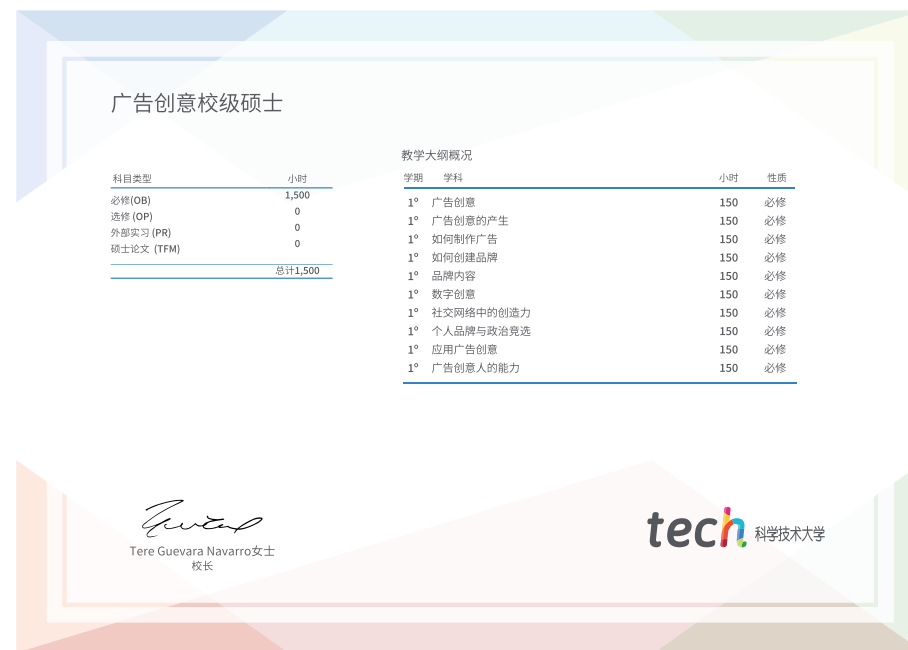 广告创意校级硕士
科目类型 小时
必修(OB) 1,500
选修 (OP) 0
外部实习 (PR) 0
硕士论文 (TFM) 0
总计1,500
教学大纲概况
学期 学科 小时 性质
1º 广告创意 150 必修
1º 广告创意的产生 150 必修
1º 如何制作广告 150 必修
1º 如何创建品牌 150 必修
1º 品牌内容 150 必修
1º 数字创意 150 必修
1º 社交网络中的创造力 150 必修
1º 个人品牌与政治竞选 150 必修
1º 应用广告创意 150 必修
1º 广告创意人的能力 150 必修
Tere Guevara Navarro女士
校长
tech 科学技术大学